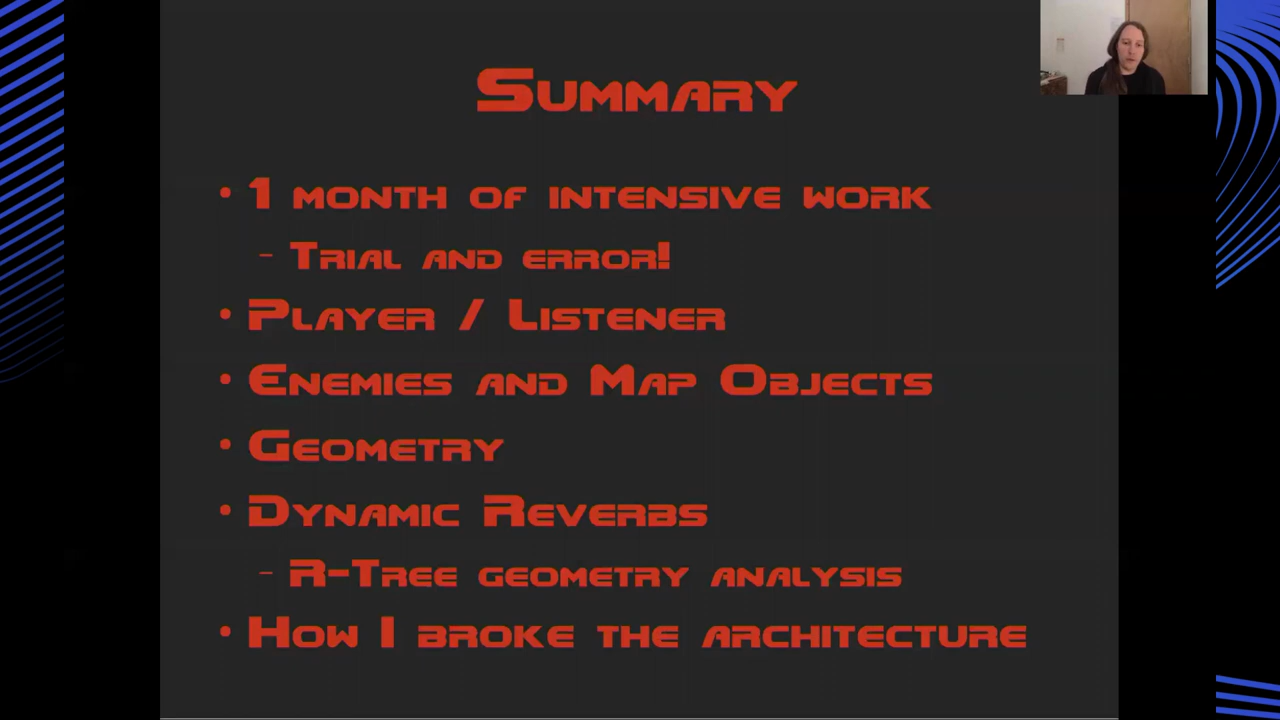 Summary
• 1 month of intensive work
– Trial and error!
• Player / Listener
• Enemies and Map Objects
• Geometry
• Dynamic Reverbs
– R-Tree geometry analysis
• How I broke the architecture